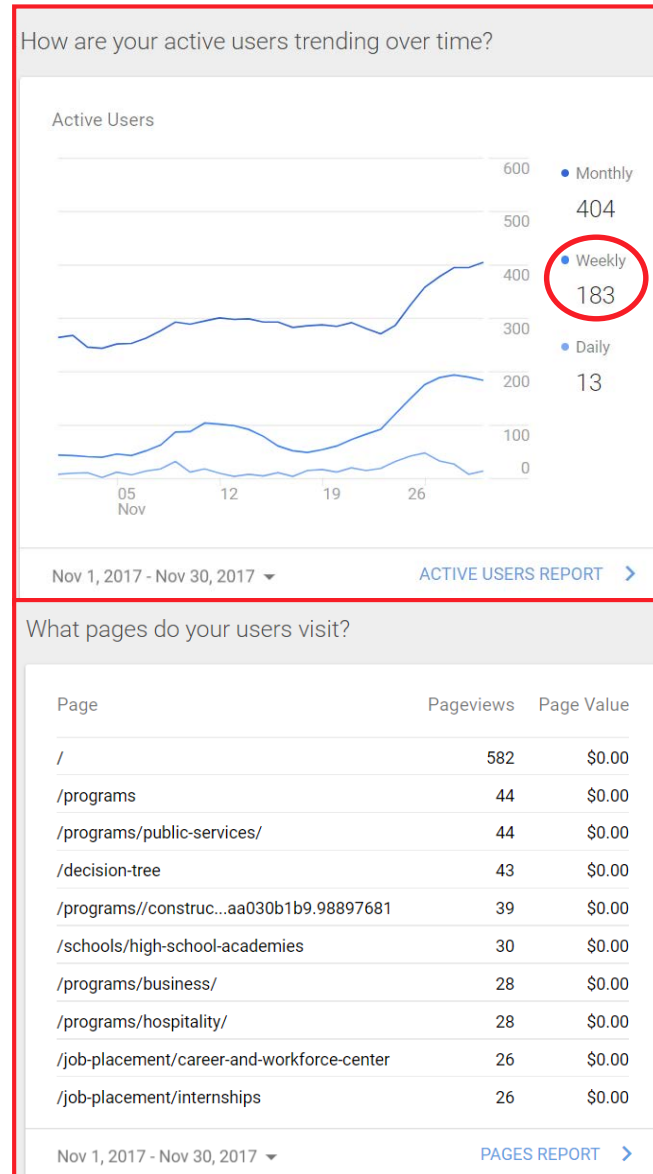 How are your active users trending over time?
Active Users
600
500
400
300
200
100
0
Monthly
404
Weekly
183
Daily
13
05 12 19 26
Nov
Nov 1, 2017 - Nov 30, 2017 ACTIVE USERS REPORT
What pages do your users visit?
Page Pageviews Page Value
/ 582 $0.00
/programs 44 $0.00
/programs/public-services/ 44 $0.00
/decision-tree 43 $0.00
/programs//construc...aa030b1b9.98897681 39 $0.00
/schools/high-school-academies 30 $0.00
/programs/business/ 28 $0.00
/programs/hospitality/ 28 $0.00
/job-placement/career-and-workforce-center 26 $0.00
/job-placement/internships 26 $0.00
Nov 1, 2017 - Nov 30, 2017 PAGES REPORT